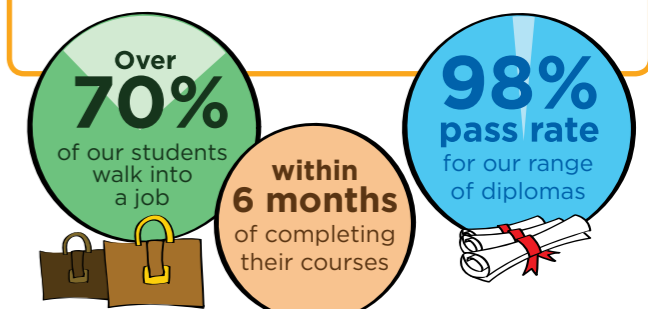 Over
70%
of our students
walk into
a job
within
6 months
of completing
their courses
98%
pass rate
for our range
of diplomas